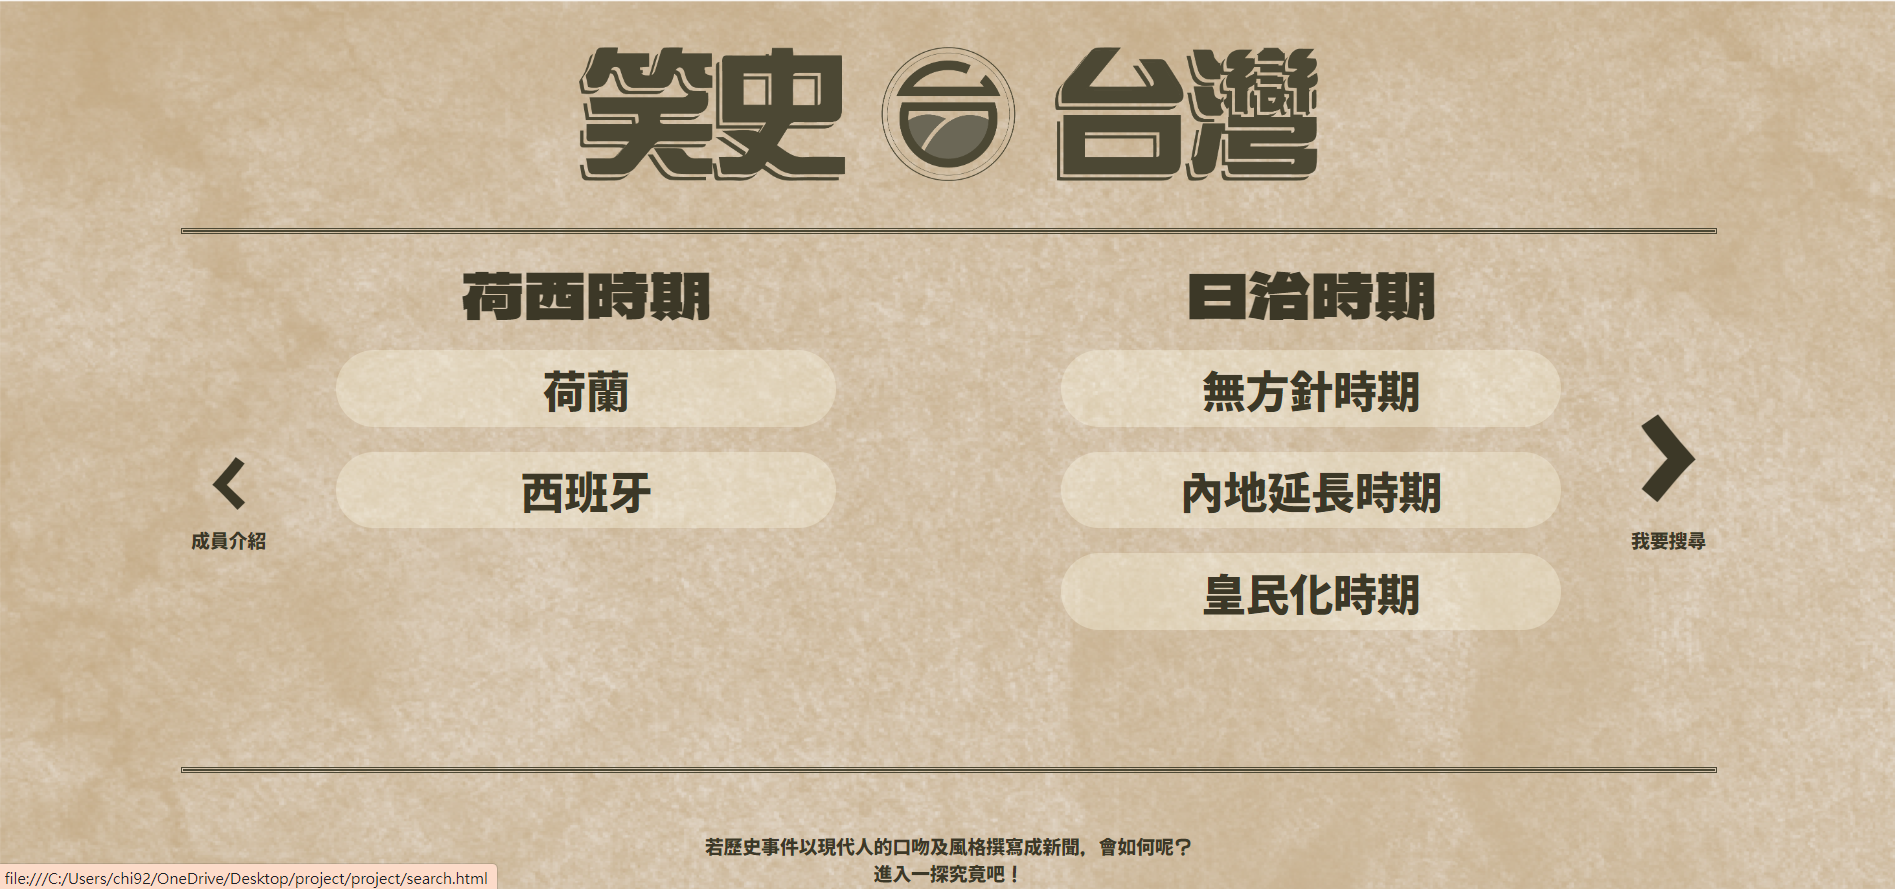 笑史 台灣
荷西時期
荷蘭
西班牙
日治時期
無方針時期
內地延長時期
皇民化時期
成員介紹
我要搜尋
若歷史事件以現代人的口吻及風格撰寫成新聞，會如何呢？
進入一探究竟吧！
file:///C:/Users/chi92/OneDrive/Desktop/project/project/search.html